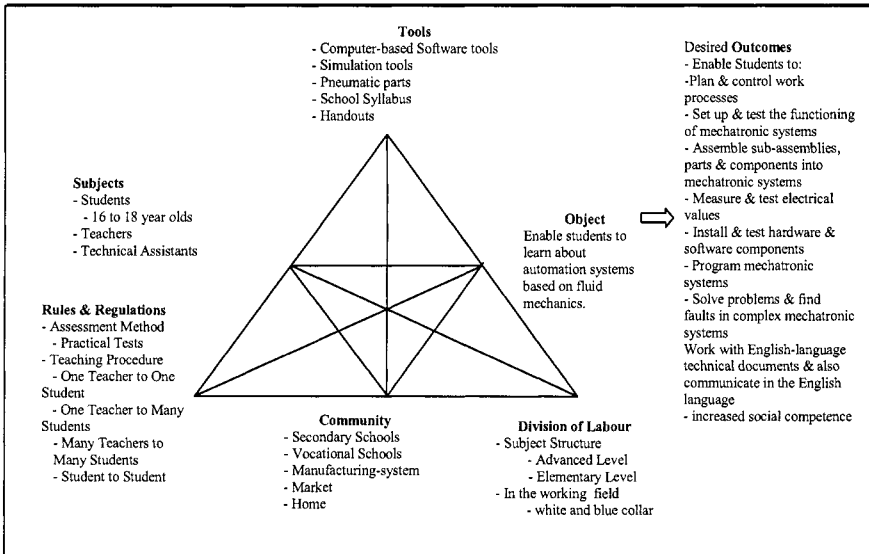 Tools
- Computer-based Software tools
- Simulation tools
- Pneumatic parts
- School Syllabus
- Handouts
Subjects
- Students
- 16 to 18 year olds
- Teachers
- Technical Assistants
Object
Enable students to
learn about
automation systems
based on fluid
mechanics.
Desired Outcomes
- Enable Students to:
-Plan & control work
processes
- Set up & test the functioning
of mechatronic systems
- Assemble sub-assemblies,
parts & components into
mechatronic systems
- Measure & test electrical
values
- Install & test hardware &
software components
- Program mechatronic
systems
- Solve problems & find
faults in complex mechatronic
systems
Work with English-language
technical documents & also
communicate in the English
language
- increased social competence
Rules & Regulations
- Assessment Method
- Practical Tests
- Teaching Procedure
- One Teacher to One
Student
- One Teacher to Many
Students
- Many Teachers to
Many Students
- Student to Student
Community
- Secondary Schools
- Vocational Schools
- Manufacturing-system
- Market
- Home
Division of Labour
- Subject Structure
- Advanced Level
- Elementary Level
- In the working field
- white and blue collar